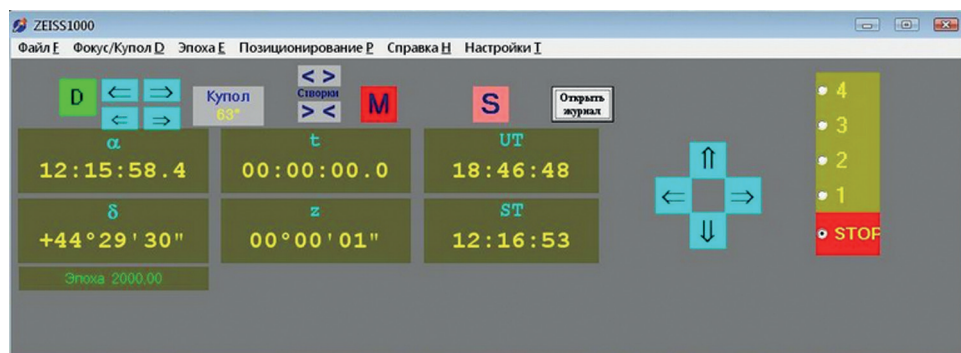 ZEISS1000
Файл F Фокус/Купол D Эпоха E Позиционирование P Справка H Настройки T
D
Купол
63°
< >
Створки
> <
M
S
Открыть
журнал
α
12:15:58.4
t
00:00:00.0
UT
18:46:48
δ
+44°29'30"
z
00°00'01"
ST
12:16:53
Эпоха 2000.00
4
3
2
1
STOP